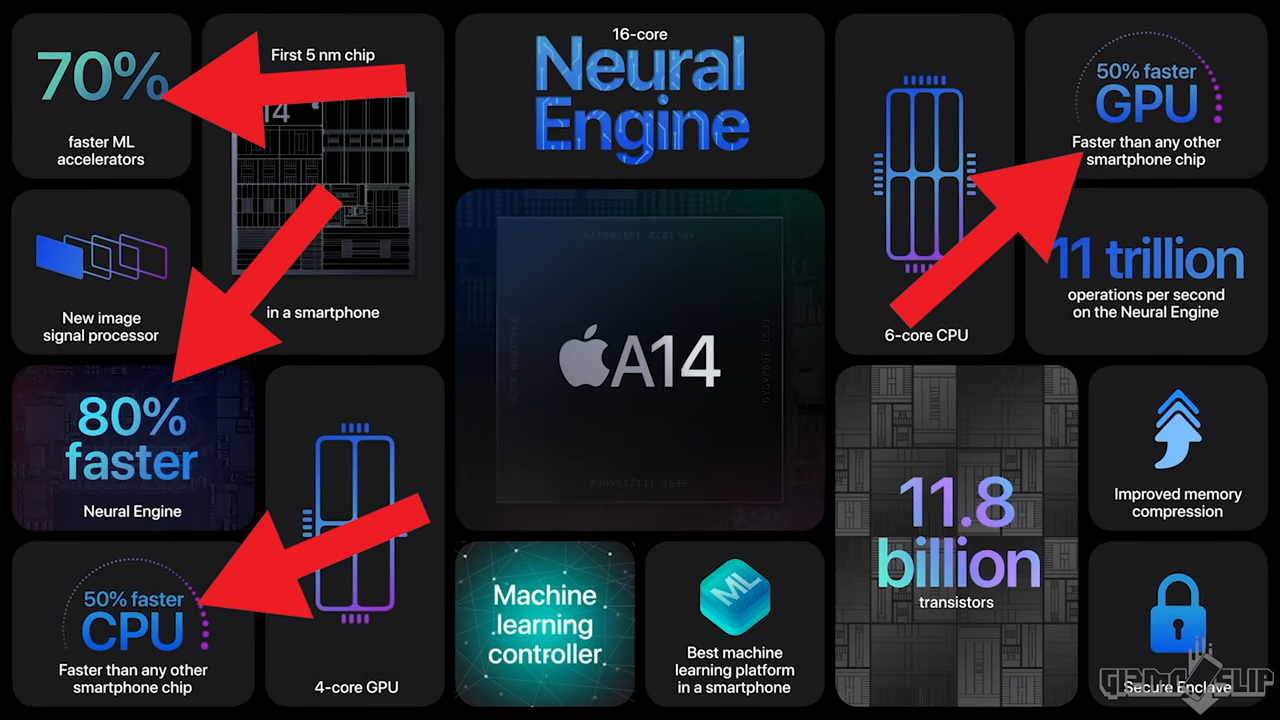 70%
faster ML
accelerators
First 5 nm chip
14
in a smartphone
16-core
Neural
Engine
6-core CPU
50% faster
GPU
Faster than any other
smartphone chip
New image
signal processor
A14
11 trillion
operations per second
on the Neural Engine
80%
faster
Neural Engine
4-core GPU
11.8
billion
transistors
Improved memory
compression
50% faster
CPU
Faster than any other
smartphone chip
Machine
learning
controller
ML
Best machine
learning platform
in a smartphone
Secure Enclave
GIZMO SLIP